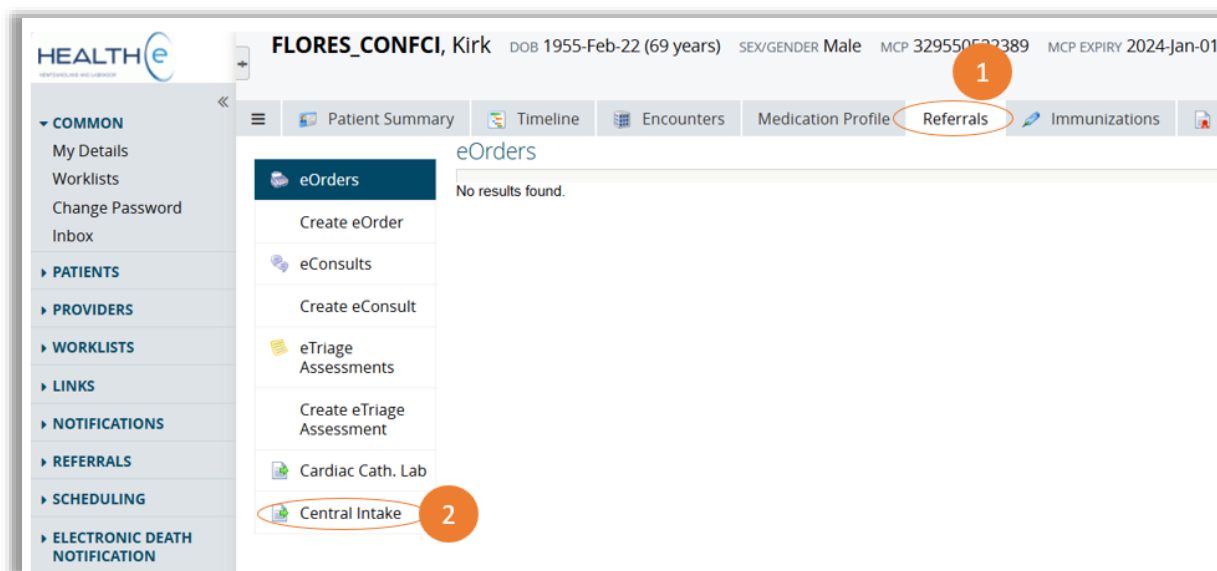 HEALTHe
NEWFOUNDLAND AND LABRADOR
FLORES_CONFCI, Kirk DOB 1955-Feb-22 (69 years) SEX/GENDER Male MCP 329550522389 MCP EXPIRY 2024-Jan-01
1
Patient Summary Timeline Encounters Medication Profile Referrals Immunizations
COMMON
My Details
Worklists
Change Password
Inbox
PATIENTS
PROVIDERS
WORKLISTS
LINKS
NOTIFICATIONS
REFERRALS
SCHEDULING
ELECTRONIC DEATH
NOTIFICATION
eOrders
Create eOrder
eConsults
Create eConsult
eTriage
Assessments
Create eTriage
Assessment
Cardiac Cath. Lab
Central Intake
2
eOrders
No results found.